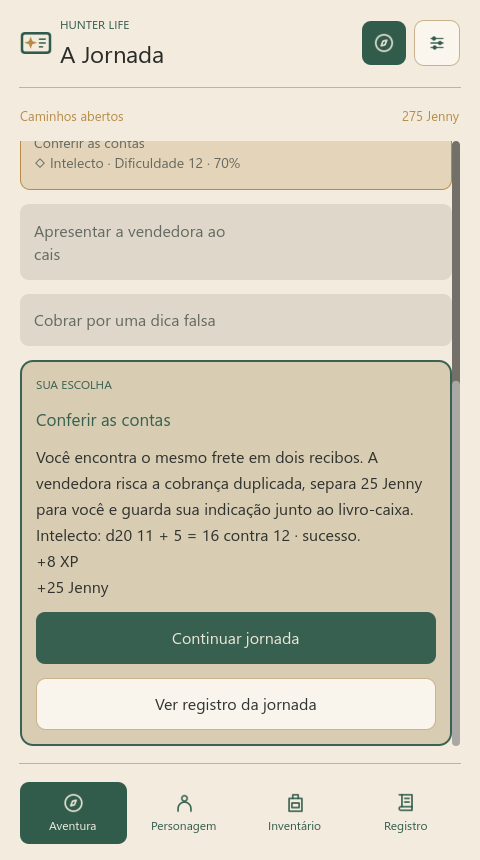 HUNTER LIFE
A Jornada
Caminhos abertos
275 Jenny
Conferir as contas
◇ Intelecto · Dificuldade 12 · 70%
Apresentar a vendedora ao
cais
Cobrar por uma dica falsa
SUA ESCOLHA
Conferir as contas
Você encontra o mesmo frete em dois recibos. A
vendedora risca a cobrança duplicada, separa 25 Jenny
para você e guarda sua indicação junto ao livro-caixa.
Intelecto: d20 11 + 5 = 16 contra 12 · sucesso.
+8 XP
+25 Jenny
Continuar jornada
Ver registro da jornada
Aventura
Personagem
Inventário
Registro